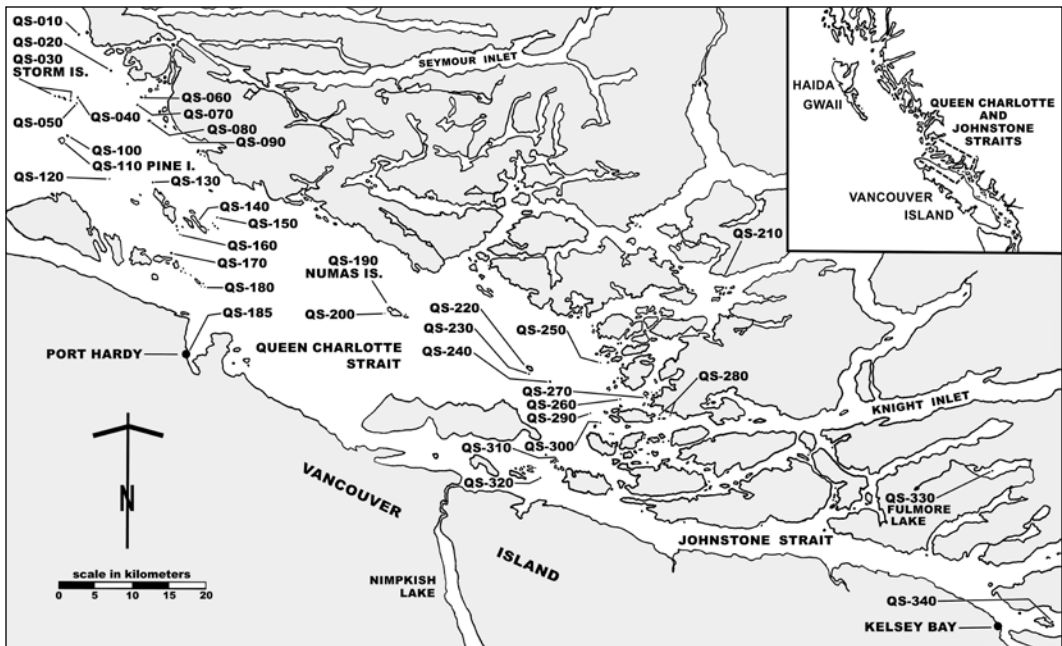 QS-010
QS-020
QS-030
STORM IS.
QS-050
QS-040
QS-060
QS-070
QS-080
QS-090
QS-100
QS-110 PINE I.
QS-120
QS-130
QS-140
QS-150
QS-160
QS-170
QS-180
QS-185
PORT HARDY
SEYMOUR INLET
QS-190
NUMAS IS.
QS-200
QUEEN CHARLOTTE
STRAIT
QS-210
QS-220
QS-230
QS-240
QS-250
QS-270
QS-260
QS-290
QS-280
QS-300
QS-310
QS-320
KNIGHT INLET
QS-330
FULMORE
LAKE
VANCOUVER
ISLAND
JOHNSTONE STRAIT
NIMPKISH
LAKE
QS-340
KELSEY BAY
N
scale in kilometers
0 5 10 15 20
HAIDA
GWAII
QUEEN CHARLOTTE
AND
JOHNSTONE
STRAITS
VANCOUVER
ISLAND